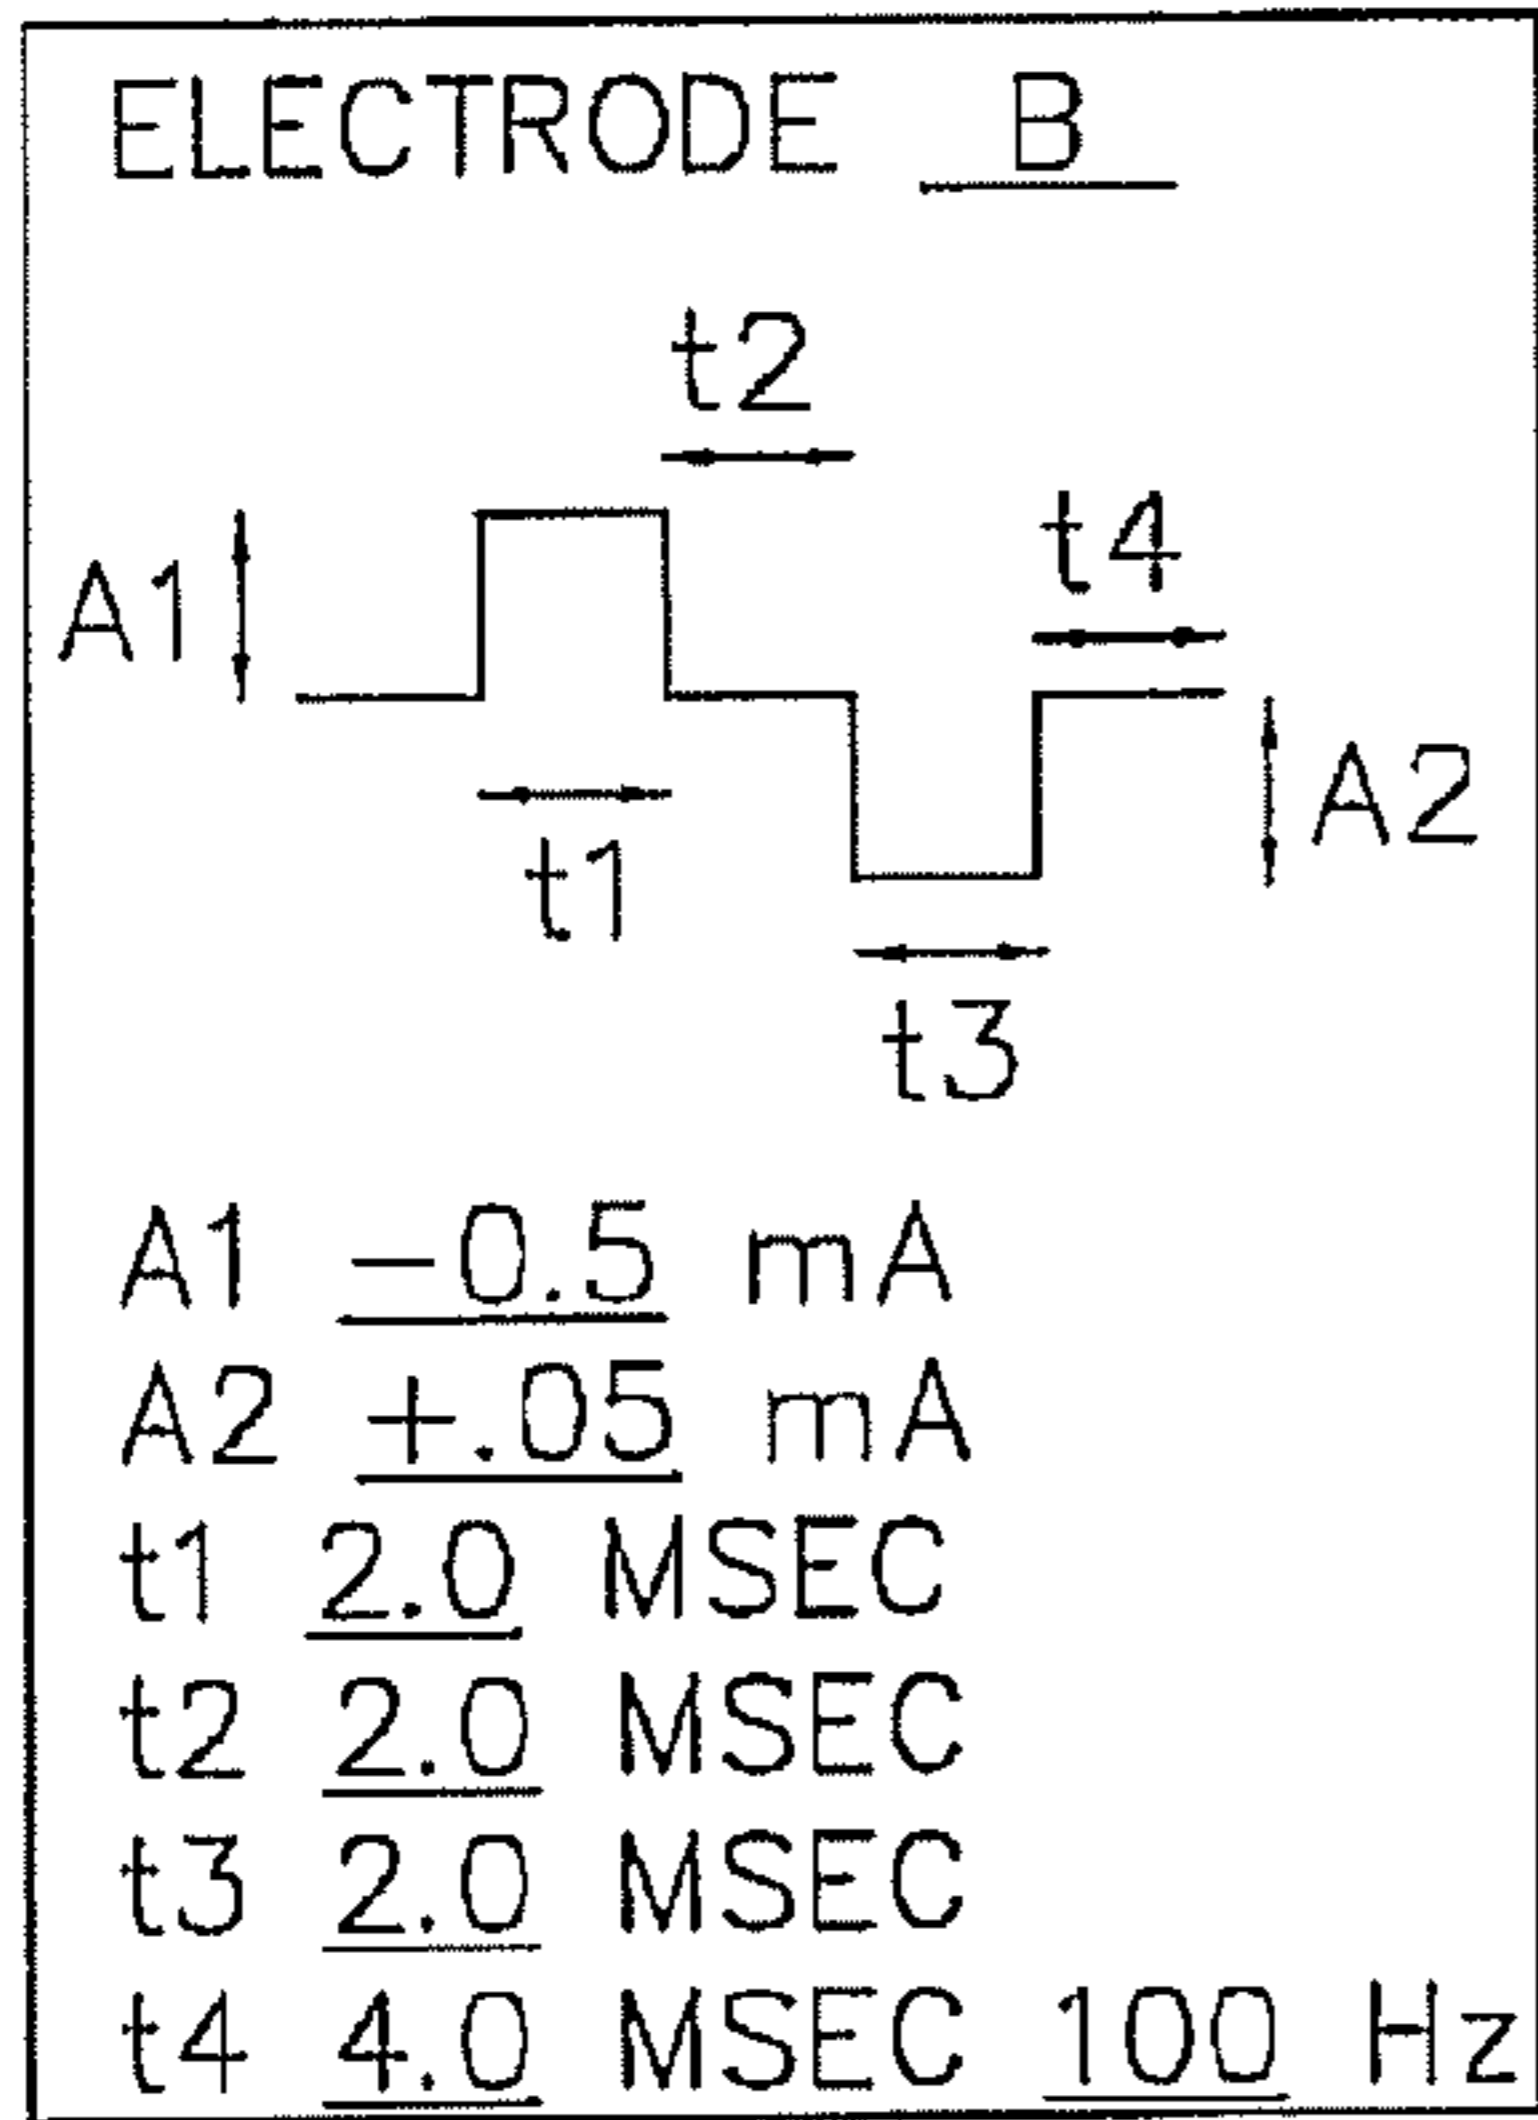 ELECTRODE B
t2
t4
A1
A2
t1
t3
A1 -0.5 mA
A2 +.05 mA
t1 2.0 MSEC
t2 2.0 MSEC
t3 2.0 MSEC
t4 4.0 MSEC 100 Hz